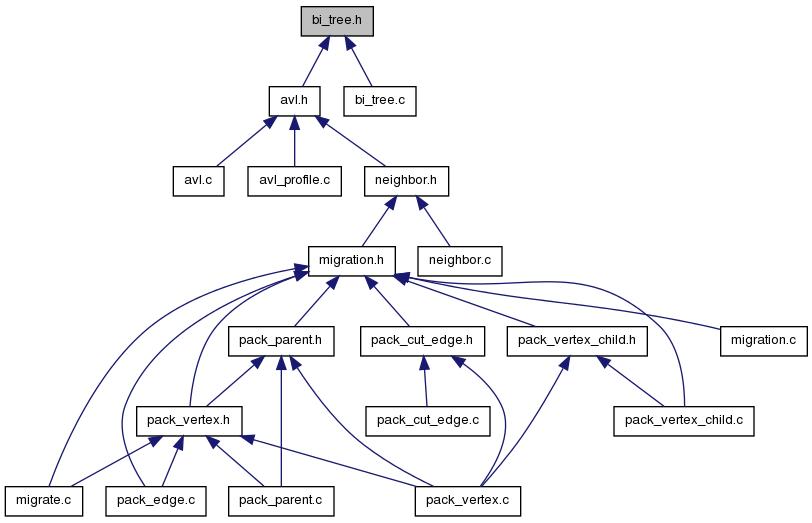 bi_tree.h
avl.h
bi_tree.c
avl.c
avl_profile.c
neighbor.h
migration.h
neighbor.c
pack_parent.h
pack_cut_edge.h
pack_vertex_child.h
migration.c
pack_vertex.h
pack_cut_edge.c
pack_vertex_child.c
migrate.c
pack_edge.c
pack_parent.c
pack_vertex.c